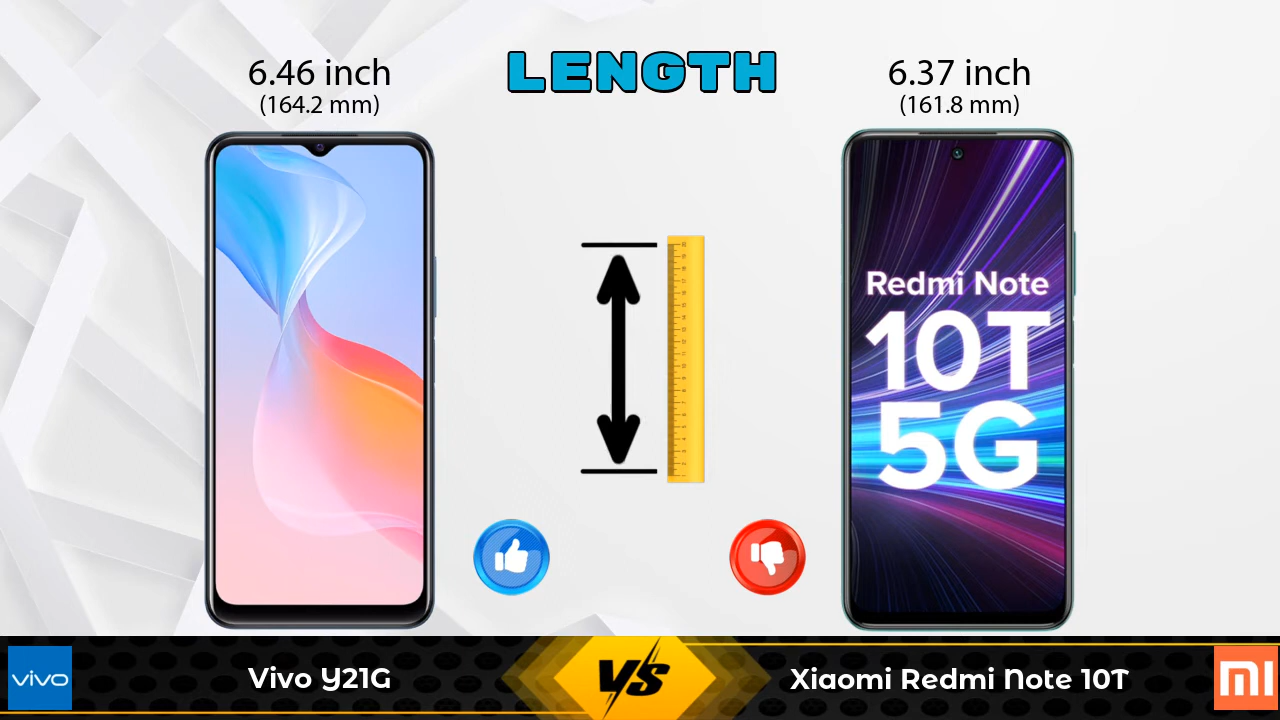 LENGTH
6.46 inch
(164.2 mm)
6.37 inch
(161.8 mm)
Redmi Note
10T
5G
vivo
Vivo Y21G
VS
Xiaomi Redmi Note 10T
MI